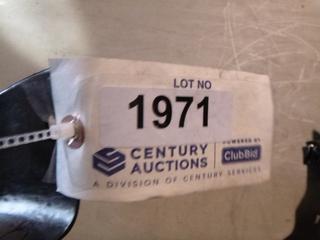 LOT NO
1971
CENTURY AUCTIONS
POWERED BY
ClubBid
A DIVISION OF CENTURY SERVICES